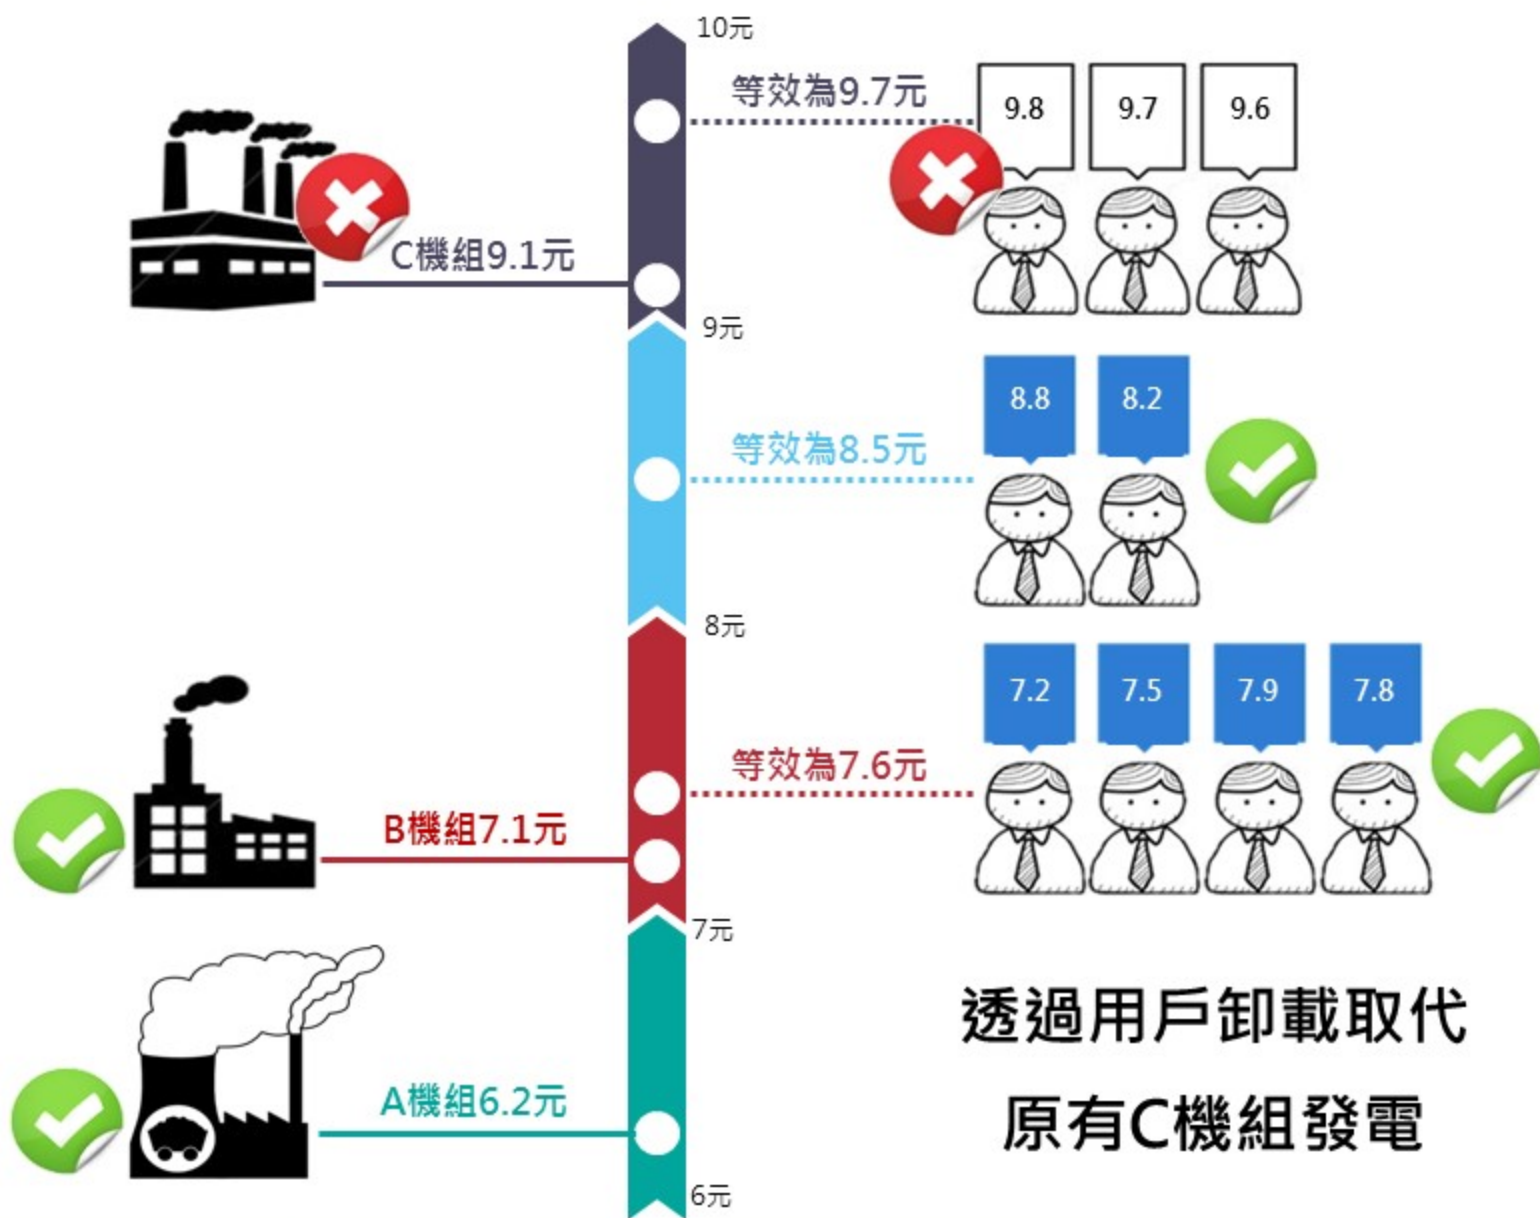 10元
等效為9.7元
9.8
9.7
9.6
C機組9.1元
9元
8.8
8.2
等效為8.5元
8元
7.2
7.5
7.9
7.8
等效為7.6元
B機組7.1元
7元
透過用戶卸載取代
原有C機組發電
A機組6.2元
6元